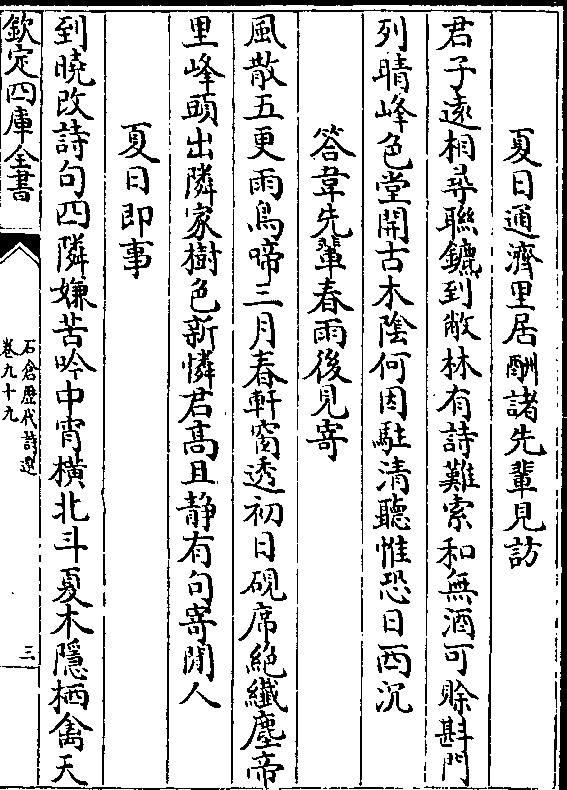 夏日通濟里居酬諸先輩見訪
君子遠相尋聯鑣到敝林有詩難索和無酒可賒斟門
列晴峰色堂開古木陰何因駐清聽惟恐日西沉
答韋先輩春雨後見寄
風散五更雨鳥啼三月春軒窗透初日硯席絶纖塵帝
里峰頭出隣家樹色新憐君高且静有句寄閒人
夏日即事
到曉改詩句四隣嫌苦吟中宵横北斗夏木隱栖禽天
欽定四庫全書
石倉歷代詩選
卷九十九
三